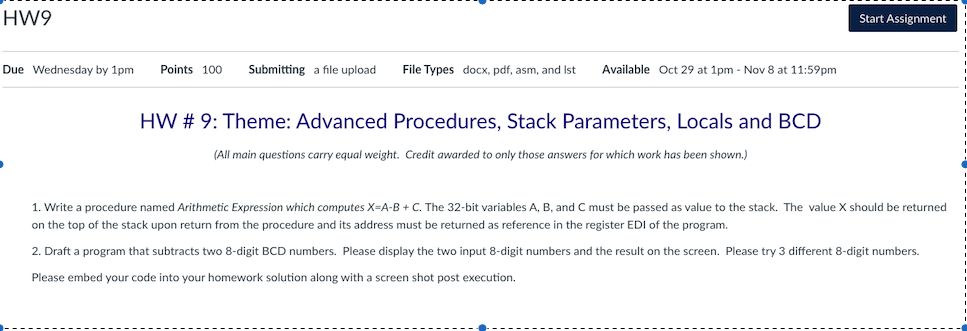 HW9
Start Assignment
Due Wednesday by 1pm Points 100 Submitting a file upload File Types docx, pdf, asm, and lst Available Oct 29 at 1pm - Nov 8 at 11:59pm
HW # 9: Theme: Advanced Procedures, Stack Parameters, Locals and BCD
(All main questions carry equal weight. Credit awarded to only those answers for which work has been shown.)
1. Write a procedure named Arithmetic Expression which computes X=A-B + C. The 32-bit variables A, B, and C must be passed as value to the stack. The value X should be returned
on the top of the stack upon return from the procedure and its address must be returned as reference in the register EDI of the program.
2. Draft a program that subtracts two 8-digit BCD numbers. Please display the two input 8-digit numbers and the result on the screen. Please try 3 different 8-digit numbers.
Please embed your code into your homework solution along with a screen shot post execution.